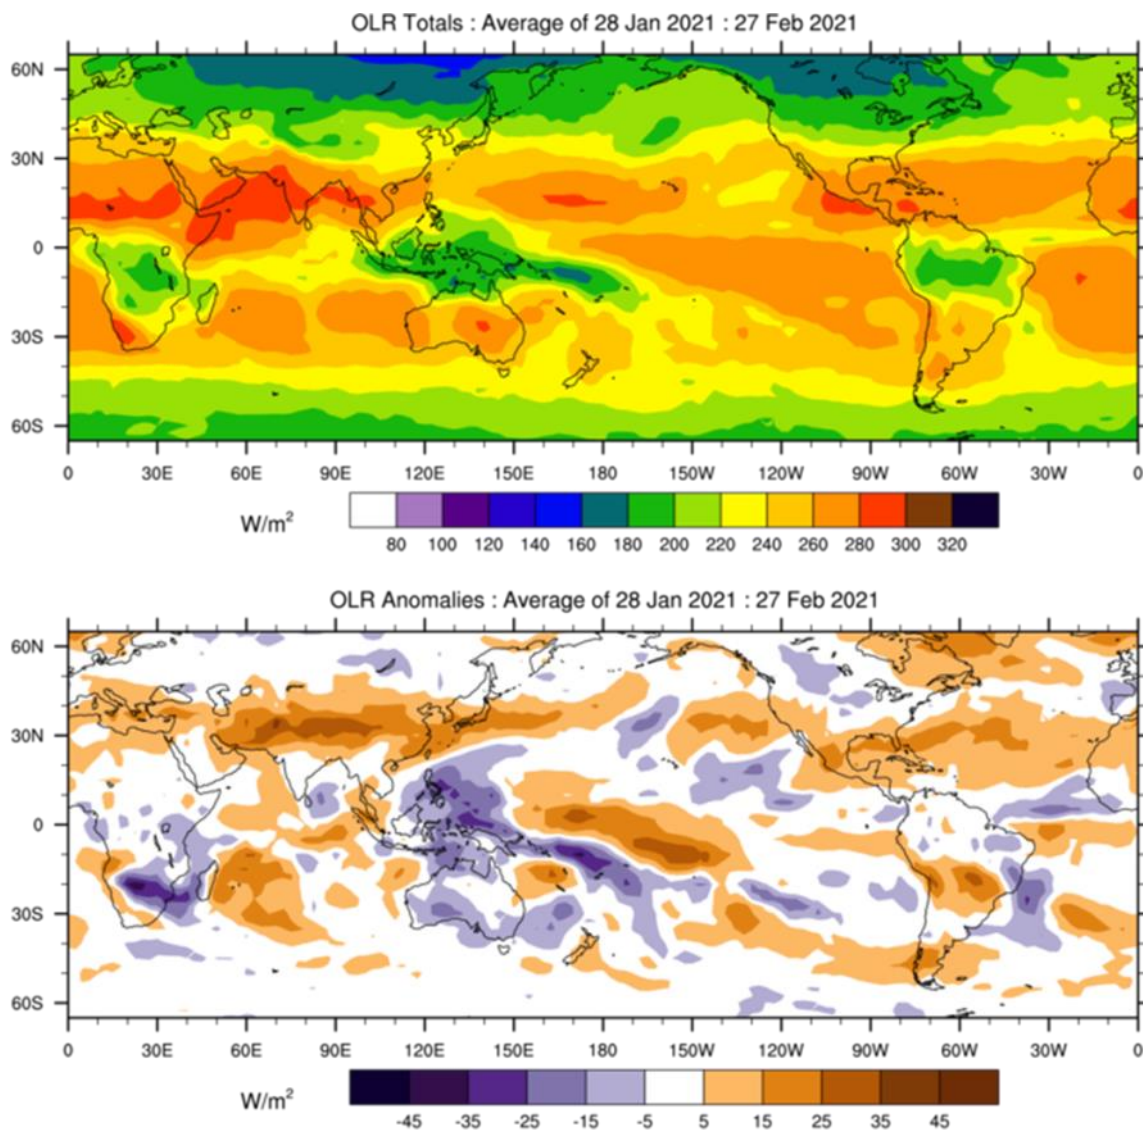 OLR Totals : Average of 28 Jan 2021 : 27 Feb 2021
60N
30N
0
30S
60S
0 30E 60E 90E 120E 150E 180 150W 120W 90W 60W 30W 0
W/m²
80 100 120 140 160 180 200 220 240 260 280 300 320
OLR Anomalies : Average of 28 Jan 2021 : 27 Feb 2021
60N
30N
0
30S
60S
0 30E 60E 90E 120E 150E 180 150W 120W 90W 60W 30W 0
W/m²
-45 -35 -25 -15 -5 5 15 25 35 45